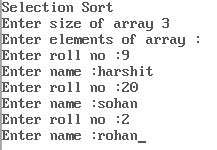 Selection Sort
Enter size of array 3
Enter elements of array :
Enter roll no :9
Enter name :harshit
Enter roll no :20
Enter name :sohan
Enter roll no :2
Enter name :rohan_